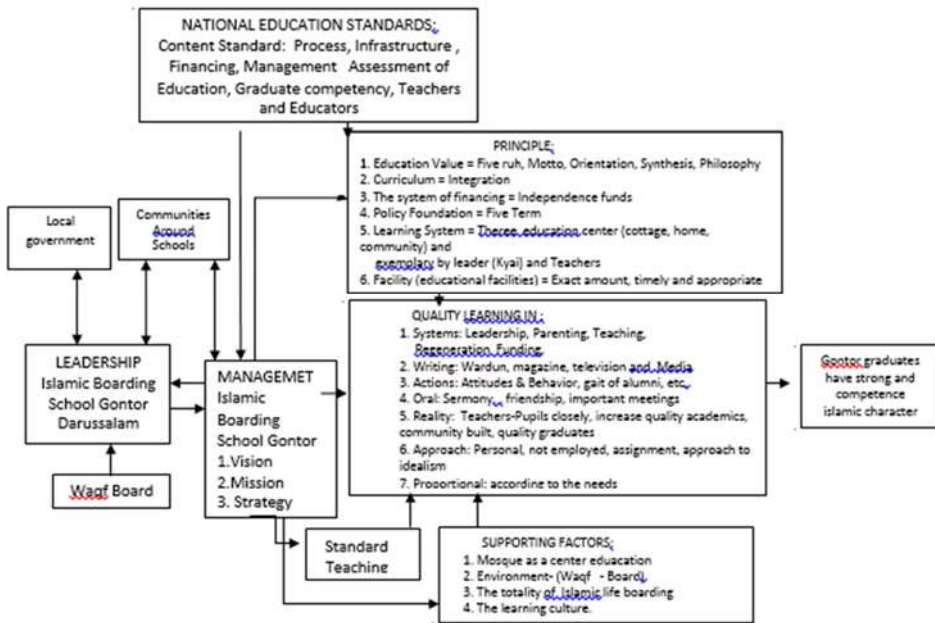 NATIONAL EDUCATION STANDARDS;
Content Standard: Process, Infrastructure ,
Financing, Management Assessment of
Education, Graduate competency, Teachers
and Educators
PRINCIPLE;
1. Education Value = Five ruh, Motto, Orientation, Synthesis, Philosophy
2. Curriculum = Integration
3. The system of financing = Independence funds
4. Policy Foundation = Five Term
5. Learning System = Theree education center (cottage, home,
community) and
exemplary by leader (Kyai) and Teachers
6. Facility (educational facilities) = Exact amount, timely and appropriate
Local
government
Communities
Around
Schools
QUALITY LEARNING IN :
1. Systems: Leadership, Parenting, Teaching,
Regeneration, Funding,
2. Writing: Wardun, magazine, television and Media
3. Actions: Attitudes & Behavior, gait of alumni, etc,
4. Oral: Sermony, friendship, important meetings
5. Reality: Teachers-Pupils closely, increase quality academics,
community built, quality graduates
6. Approach: Personal, not employed, assignment, approach to
idealism
7. Proportional: according to the needs
LEADERSHIP
Islamic Boarding
School Gontor
Darussalam
MANAGEMET
Islamic
Boarding
School Gontor
1.Vision
2.Mission
3. Strategy
Gontor graduates
have strong and
competence
islamic character
Waqf Board
Standard
Teaching
SUPPORTING FACTORS;
1. Mosque as a center eduacation
2. Environment- (Waqf - Board)
3. The totality of Islamic life boarding
4. The learning culture.